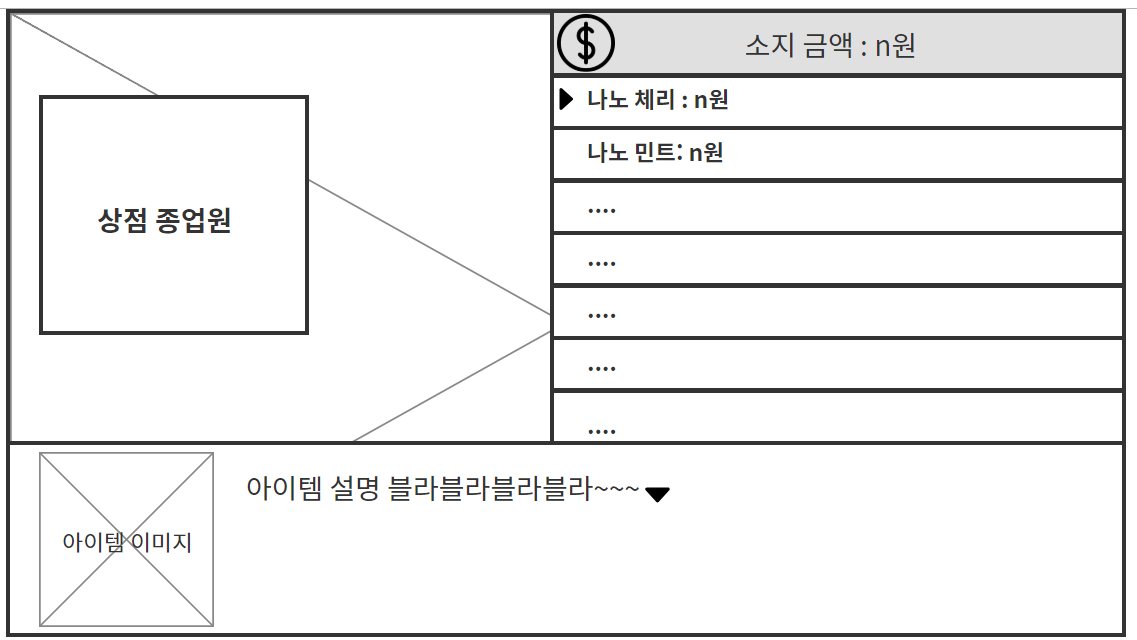 소지 금액 : n원
나노 체리 : n원
나노 민트: n원
....
....
....
....
....
상점 종업원
아이템 이미지
아이템 설명 블라블라블라블라~~~